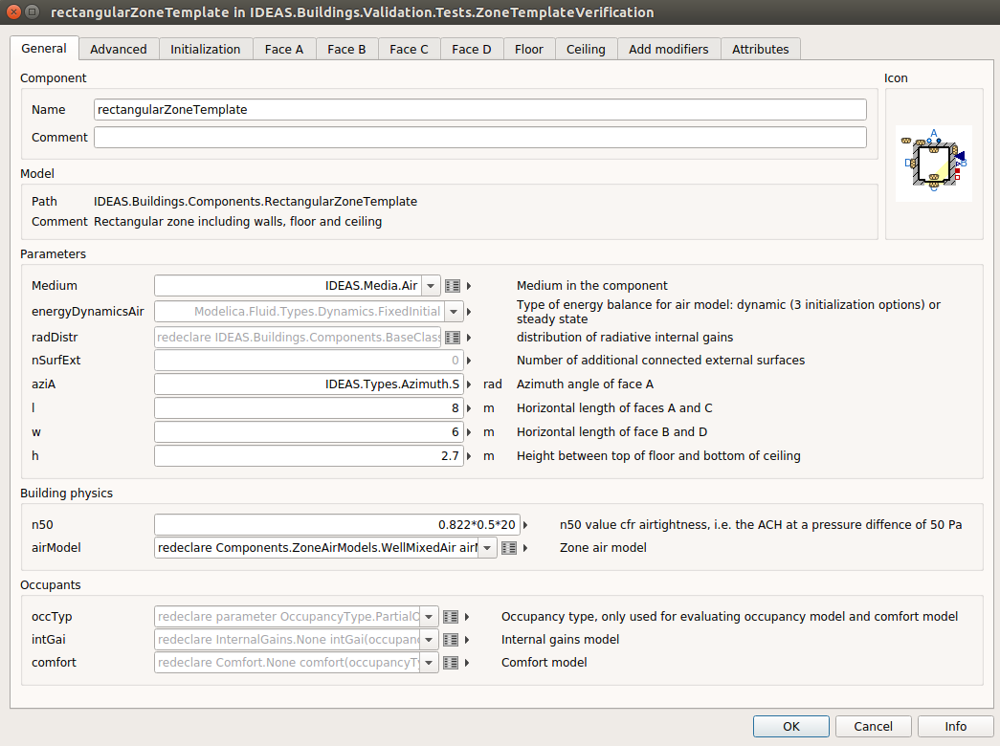 rectangularZoneTemplate in IDEAS.Buildings.Validation.Tests.ZoneTemplateVerification
General Advanced Initialization Face A Face B Face C Face D Floor Ceiling Add modifiers Attributes
Component
Icon
Name rectangularZoneTemplate
Comment
A
D B
C
Model
Path IDEAS.Buildings.Components.RectangularZoneTemplate
Comment Rectangular zone including walls, floor and ceiling
Parameters
Medium IDEAS.Media.Air Medium in the component
energyDynamicsAir Modelica.Fluid.Types.Dynamics.FixedInitial Type of energy balance for air model: dynamic (3 initialization options) or
steady state
radDistr redeclare IDEAS.Buildings.Components.BaseClass distribution of radiative internal gains
nSurfExt 0 Number of additional connected external surfaces
aziA IDEAS.Types.Azimuth.S rad Azimuth angle of face A
l 8 m Horizontal length of faces A and C
w 6 m Horizontal length of face B and D
h 2.7 m Height between top of floor and bottom of ceiling
Building physics
n50 0.822*0.5*20 n50 value cfr airtightness, i.e. the ACH at a pressure diffence of 50 Pa
airModel redeclare Components.ZoneAirModels.WellMixedAir airM Zone air model
Occupants
occTyp redeclare parameter OccupancyType.PartialO Occupancy type, only used for evaluating occupancy model and comfort model
intGai redeclare InternalGains.None intGai(occupanc Internal gains model
comfort redeclare Comfort.None comfort(occupancyTy Comfort model
OK Cancel Info